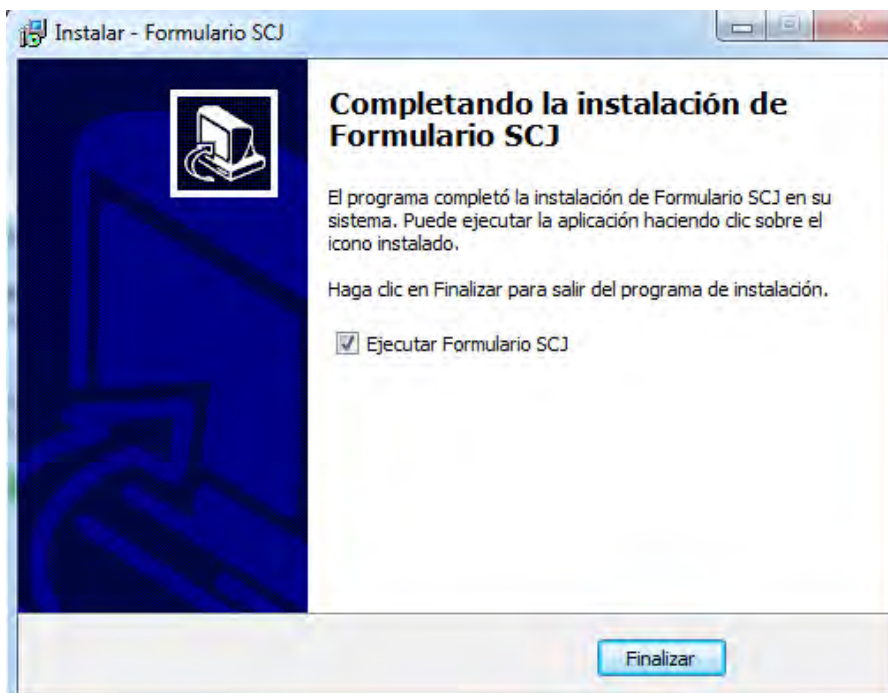 Instalar - Formulario SCJ
Completando la instalación de
Formulario SCJ
El programa completó la instalación de Formulario SCJ en su
sistema. Puede ejecutar la aplicación haciendo clic sobre el
icono instalado.
Haga clic en Finalizar para salir del programa de instalación.
Ejecutar Formulario SCJ
Finalizar